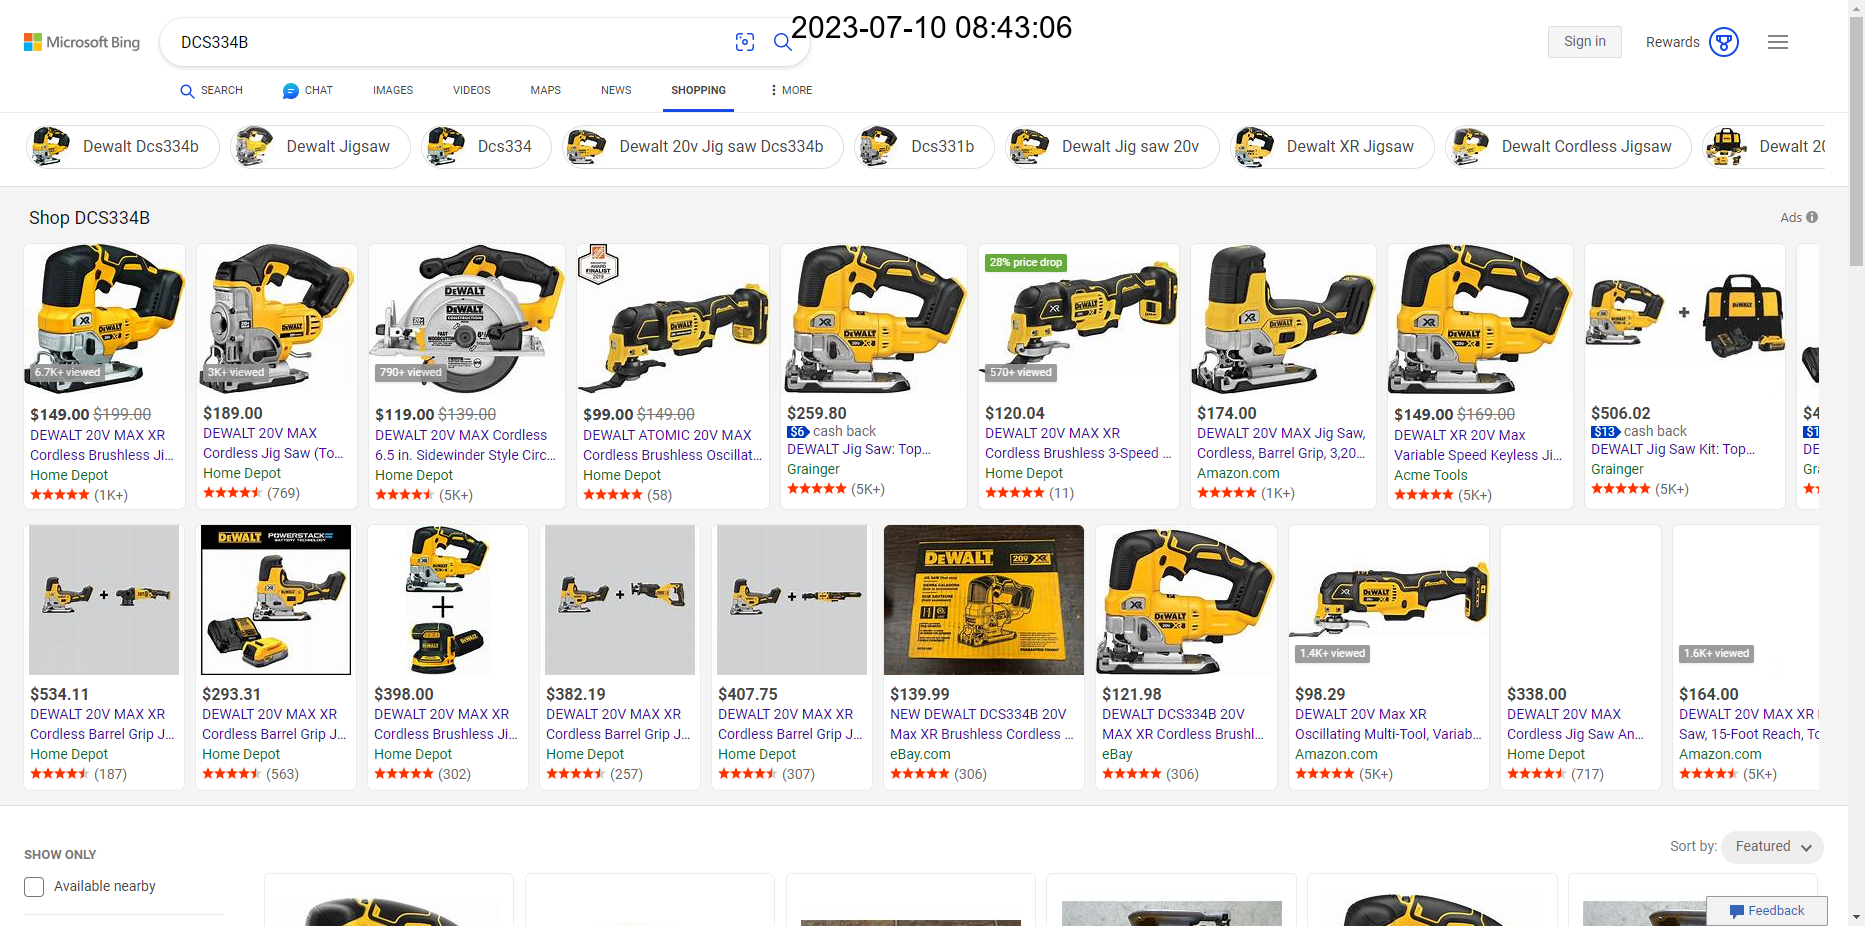 Microsoft Bing
DCS334B
2023-07-10 08:43:06
Sign in
Rewards
SEARCH
CHAT
IMAGES
VIDEOS
MAPS
NEWS
SHOPPING
MORE
Dewalt Dcs334b
Dewalt Jigsaw
Dcs334
Dewalt 20v Jig saw Dcs334b
Dcs331b
Dewalt Jig saw 20v
Dewalt XR Jigsaw
Dewalt Cordless Jigsaw
Dewalt 20
Shop DCS334B
Ads
6.7K+ viewed
$149.00 $199.00
DEWALT 20V MAX XR
Cordless Brushless Ji...
Home Depot
(1K+)
3K+ viewed
$189.00
DEWALT 20V MAX
Cordless Jig Saw (To...
Home Depot
(769)
790+ viewed
$119.00 $139.00
DEWALT 20V MAX Cordless
6.5 in. Sidewinder Style Circ...
Home Depot
(5K+)
FINALIST
2019
$99.00 $149.00
DEWALT ATOMIC 20V MAX
Cordless Brushless Oscillat...
Home Depot
(58)
$259.80
$6 cash back
DEWALT Jig Saw: Top...
Grainger
(5K+)
28% price drop
570+ viewed
$120.04
DEWALT 20V MAX XR
Cordless Brushless 3-Speed ...
Home Depot
(11)
$174.00
DEWALT 20V MAX Jig Saw,
Cordless, Barrel Grip, 3,20...
Amazon.com
(1K+)
$149.00 $169.00
DEWALT XR 20V Max
Variable Speed Keyless Ji...
Acme Tools
(5K+)
$506.02
$13 cash back
DEWALT Jig Saw Kit: Top...
Grainger
(5K+)
$4
$1
DE
Gra
$534.11
DEWALT 20V MAX XR
Cordless Barrel Grip J...
Home Depot
(187)
DEWALT POWERSTACK
BATTERY TECHNOLOGY
$293.31
DEWALT 20V MAX XR
Cordless Barrel Grip J...
Home Depot
(563)
$398.00
DEWALT 20V MAX XR
Cordless Brushless Ji...
Home Depot
(302)
$382.19
DEWALT 20V MAX XR
Cordless Barrel Grip J...
Home Depot
(257)
$407.75
DEWALT 20V MAX XR
Cordless Barrel Grip J...
Home Depot
(307)
DEWALT 20V XR
$139.99
NEW DEWALT DCS334B 20V
Max XR Brushless Cordless ...
eBay.com
(306)
$121.98
DEWALT DCS334B 20V
MAX XR Cordless Brushl...
eBay
(306)
1.4K+ viewed
$98.29
DEWALT 20V Max XR
Oscillating Multi-Tool, Variab...
Amazon.com
(5K+)
$338.00
DEWALT 20V MAX
Cordless Jig Saw An...
Home Depot
(717)
1.6K+ viewed
$164.00
DEWALT 20V MAX XR
Saw, 15-Foot Reach, To
Amazon.com
(5K+)
SHOW ONLY
Available nearby
Sort by: Featured
Feedback